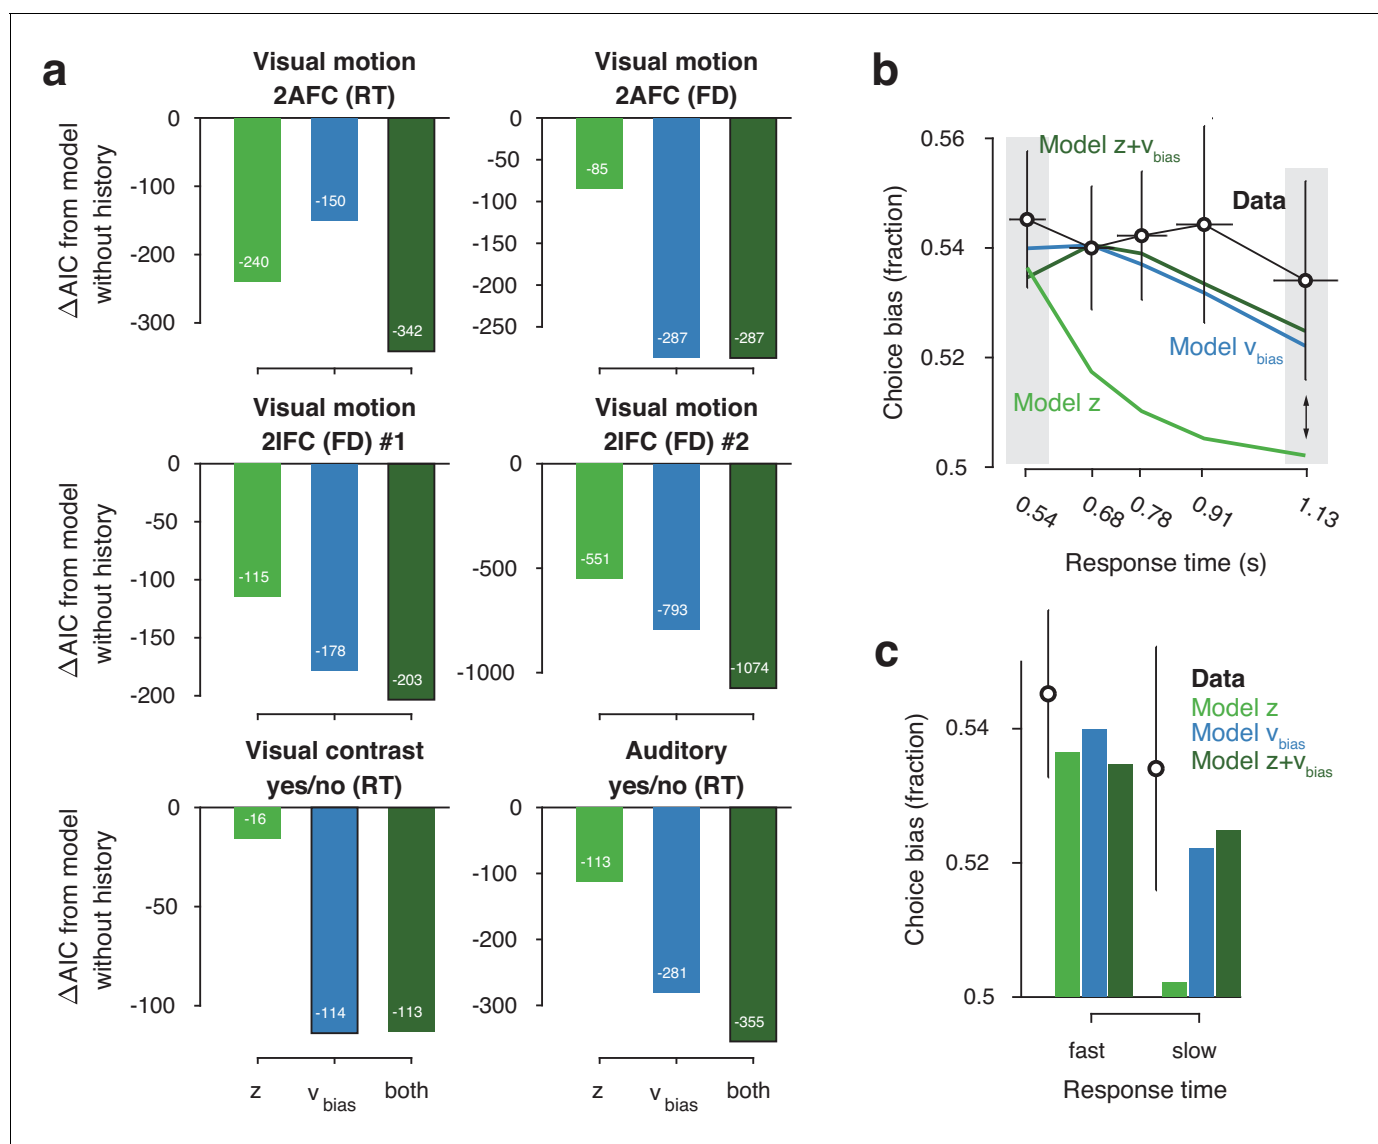 a
Visual motion
2AFC (RT)
ΔAIC from model
without history
0
-100
-200
-300
-240
-150
-342
Visual motion
2AFC (FD)
0
-50
-100
-150
-200
-250
-85
-287
-287
Visual motion
2IFC (FD) #1
ΔAIC from model
without history
0
-50
-100
-150
-200
-115
-178
-203
Visual motion
2IFC (FD) #2
0
-500
-1000
-551
-793
-1074
Visual contrast
yes/no (RT)
ΔAIC from model
without history
0
-50
-100
-16
-114
-113
z
v bias
both
Auditory
yes/no (RT)
0
-100
-200
-300
-113
-281
-355
z
v bias
both
b
Choice bias (fraction)
0.56
0.54
0.52
0.5
Model z+v bias
Data
Model v bias
Model z
0.54
0.68
0.78
0.91
1.13
Response time (s)
c
Choice bias (fraction)
0.54
0.52
0.5
Data
Model z
Model v bias
Model z+v bias
fast
slow
Response time